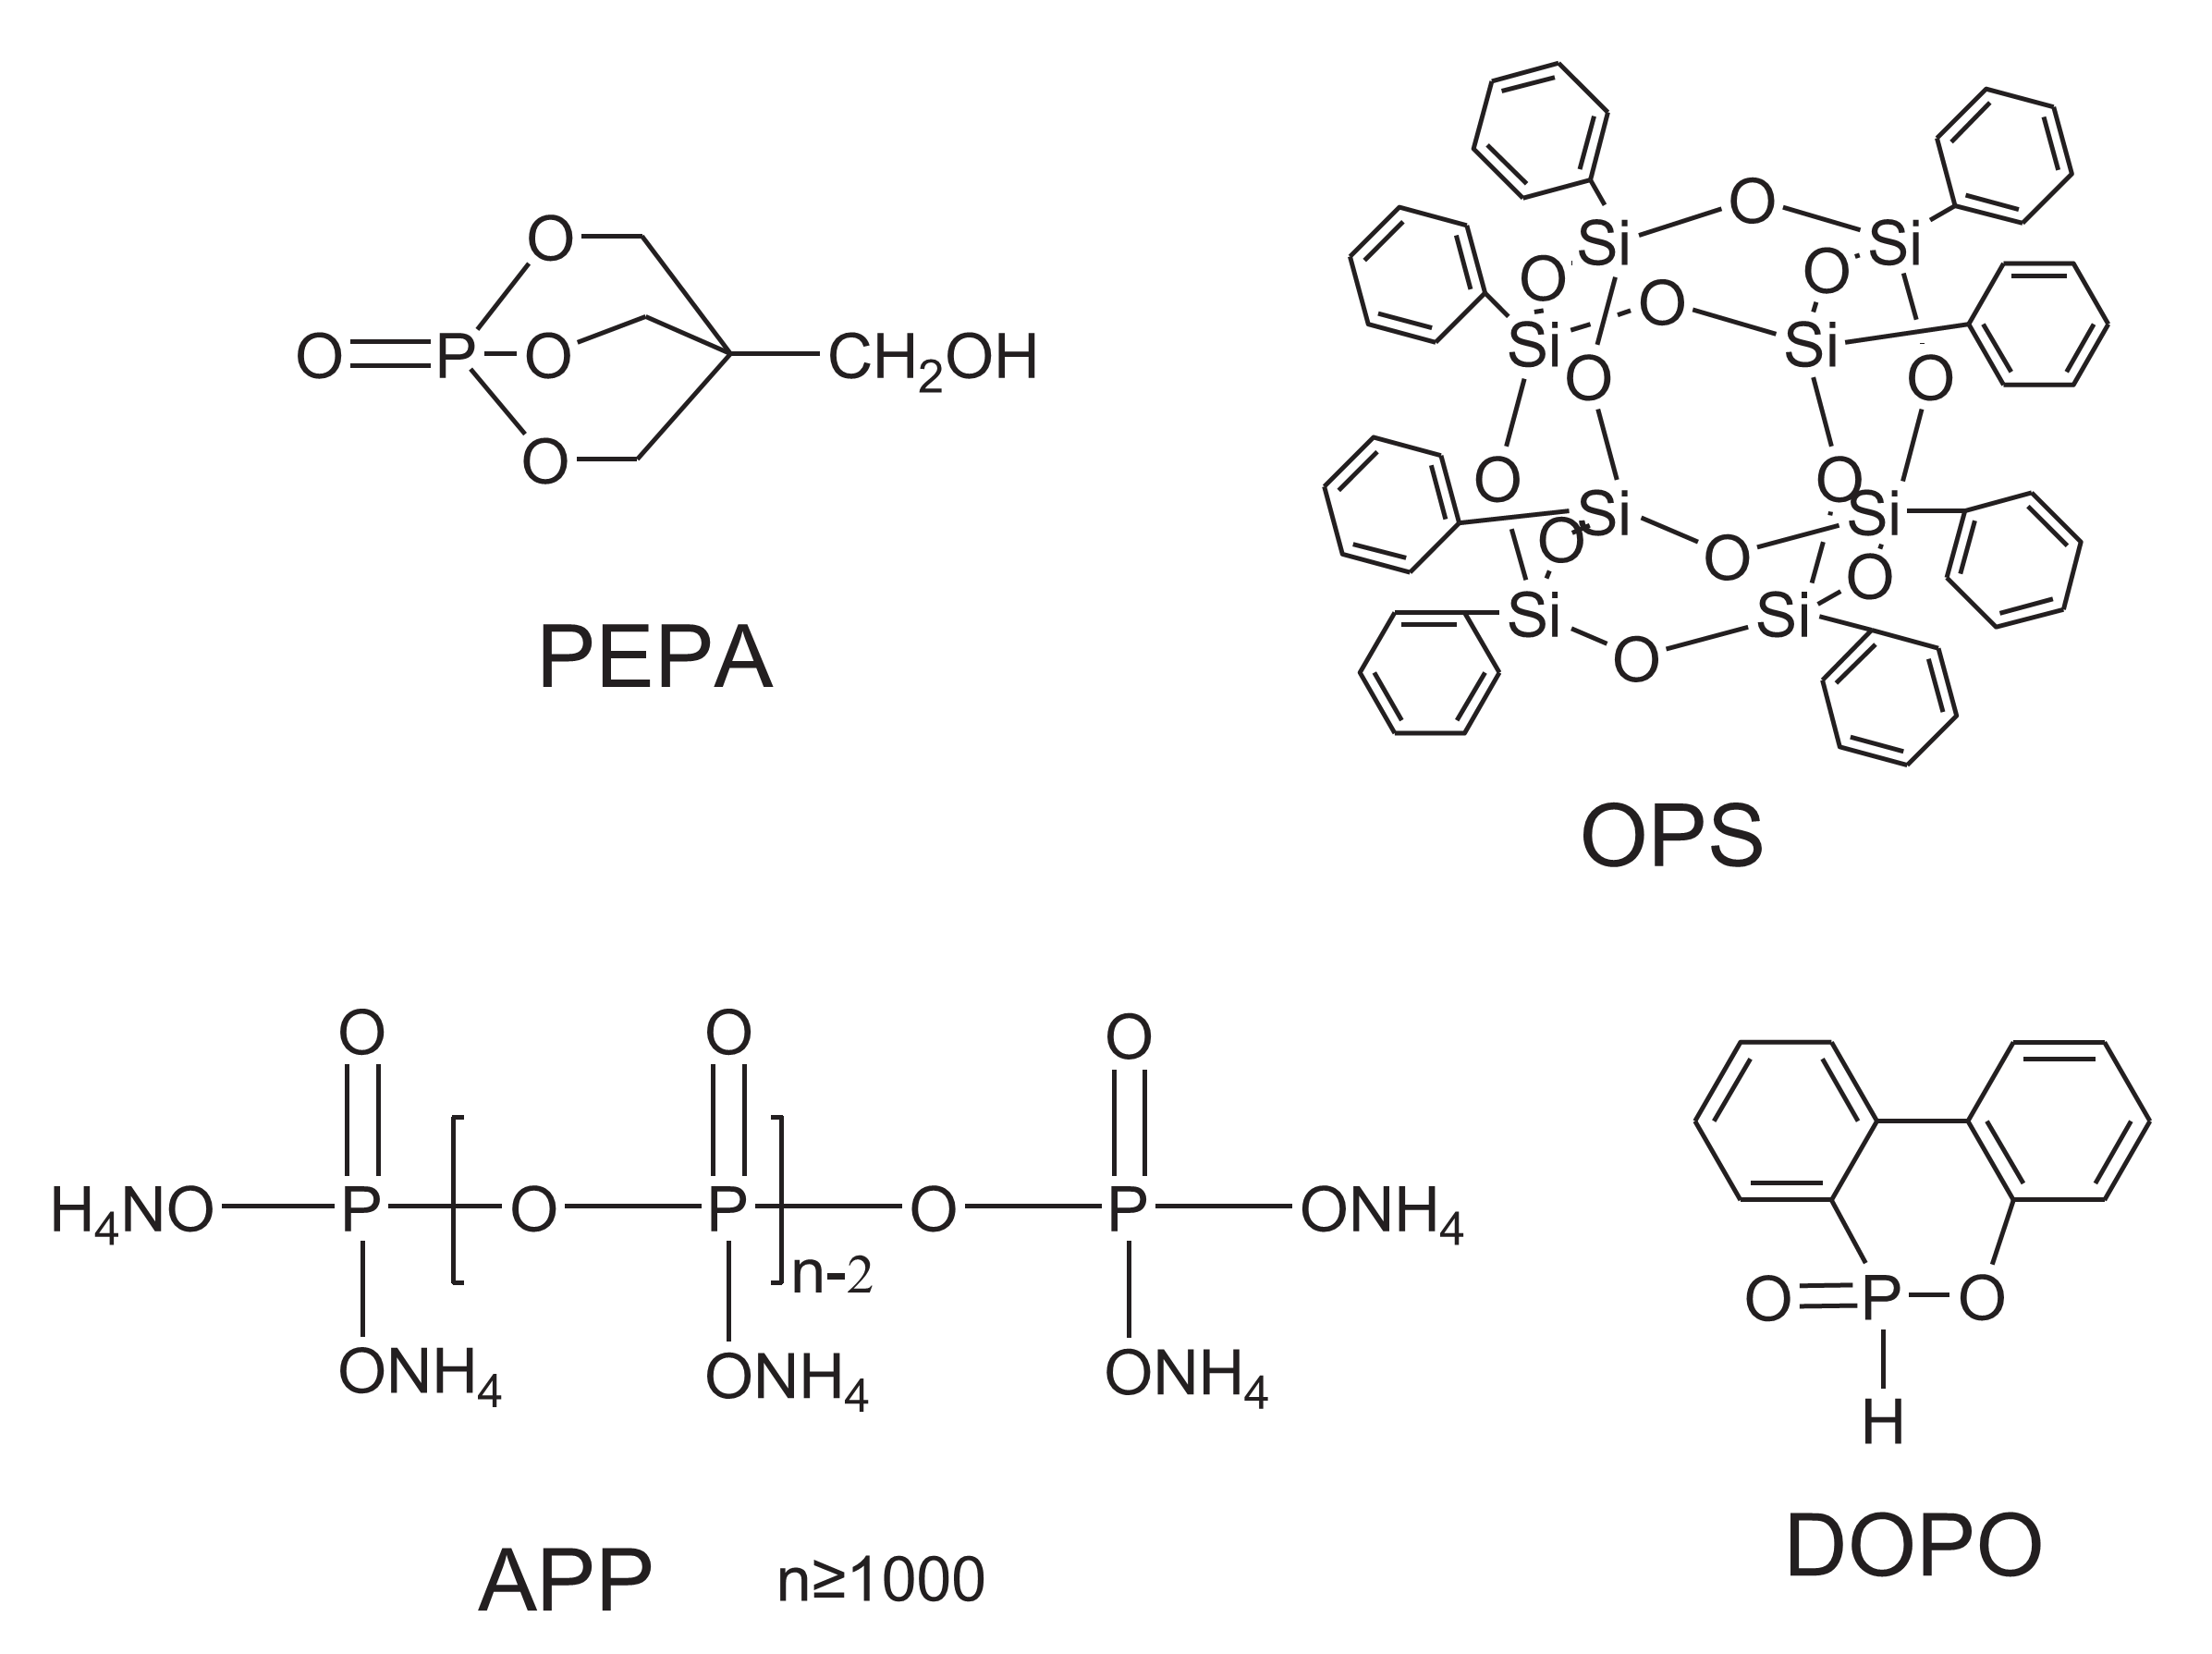 O
Si
O
Si
O
O
O
O=P-O
CH2OH
Si
Si
O
O
O
O
O
Si
Si
O
O
O
Si
Si
O
PEPA
OPS
O
O
O
H4NO
P
O
P
O
P
ONH4
n-2
O=P-O
ONH4
ONH4
ONH4
H
DOPO
APP
n≥1000